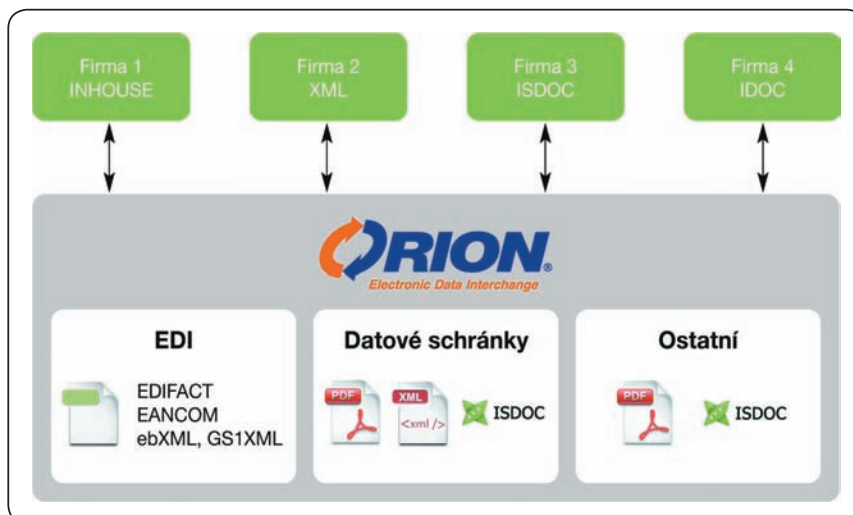 Firma 1
INHOUSE
Firma 2
XML
Firma 3
ISDOC
Firma 4
IDOC
ORION®
Electronic Data Interchange
EDI
EDIFACT
EANCOM
ebXML, GS1XML
Datové schránky
PDF
XML
<xml />
ISDOC
Ostatní
PDF
ISDOC